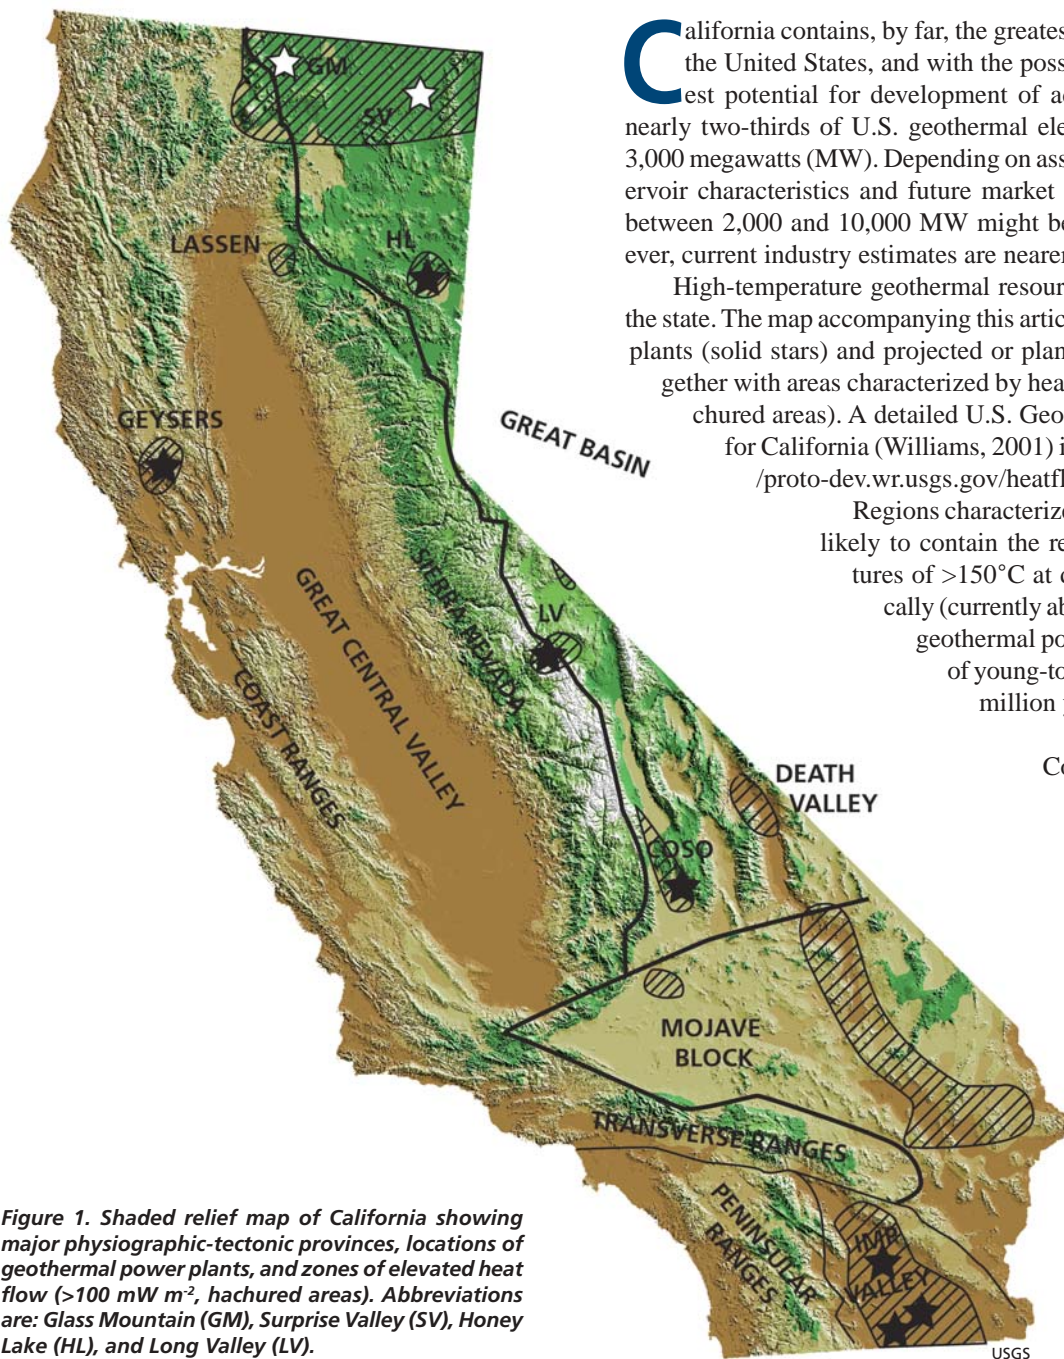 California contains, by far, the greatest
the United States, and with the poss
est potential for development of ad
nearly two-thirds of U.S. geothermal ele
3,000 megawatts (MW). Depending on ass
ervoir characteristics and future market
between 2,000 and 10,000 MW might be
ever, current industry estimates are nearer
High-temperature geothermal resour
the state. The map accompanying this artic
plants (solid stars) and projected or plan
gether with areas characterized by hea
chured areas). A detailed U.S. Geo
for California (Williams, 2001) i
/proto-dev.wr.usgs.gov/heatfl
Regions characterize
likely to contain the re
tures of >150°C at d
cally (currently ab
geothermal po
of young-to
million y
Co
GM
SV
LASSEN
HL
GEYSERS
GREAT BASIN
SIERRA NEVADA
LV
GREAT CENTRAL VALLEY
COAST RANGES
DEATH
VALLEY
COSO
MOJAVE
BLOCK
TRANSVERSE RANGES
PENINSULAR
RANGES
IMP
VALLEY
Figure 1. Shaded relief map of California showing
major physiographic-tectonic provinces, locations of
geothermal power plants, and zones of elevated heat
flow (>100 mW m-², hachured areas). Abbreviations
are: Glass Mountain (GM), Surprise Valley (SV), Honey
Lake (HL), and Long Valley (LV).
USGS